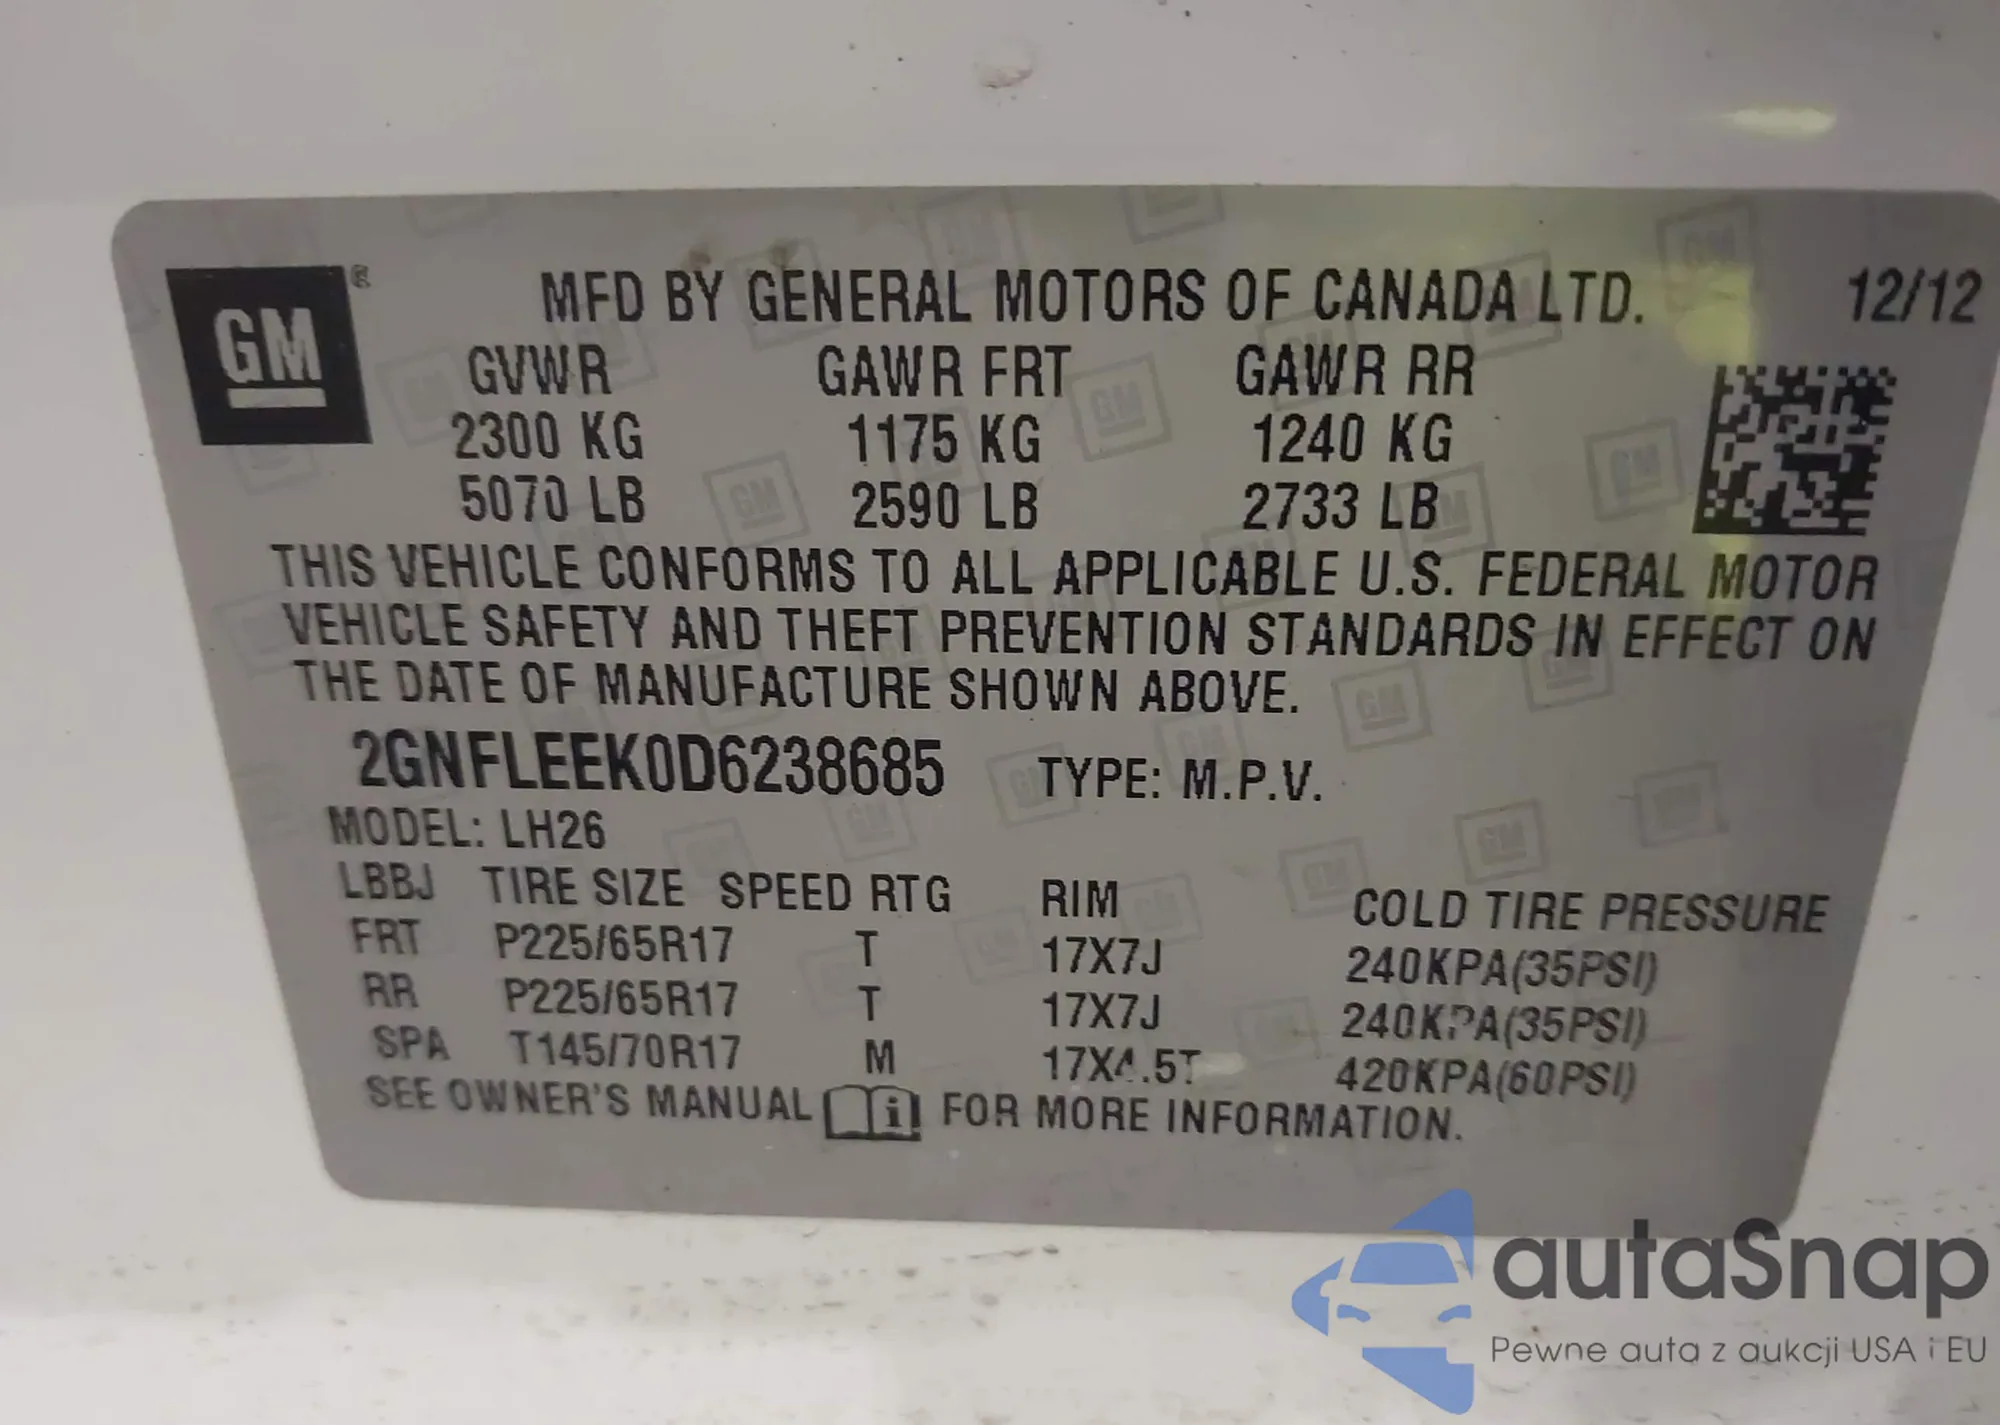 GM®
MFD BY GENERAL MOTORS OF CANADA LTD. 12/12
GVWR GAWR FRT GAWR RR
2300 KG 1175 KG 1240 KG
5070 LB 2590 LB 2733 LB
THIS VEHICLE CONFORMS TO ALL APPLICABLE U.S. FEDERAL MOTOR
VEHICLE SAFETY AND THEFT PREVENTION STANDARDS IN EFFECT ON
THE DATE OF MANUFACTURE SHOWN ABOVE.
2GNFLEEK0D6238685 TYPE: M.P.V.
MODEL: LH26
LBBJ TIRE SIZE SPEED RTG RIM COLD TIRE PRESSURE
FRT P225/65R17 T 17X7J 240KPA(35PSI)
RR P225/65R17 T 17X7J 240KPA(35PSI)
SPA T145/70R17 M 17X4.5T 420KPA(60PSI)
SEE OWNER'S MANUAL i FOR MORE INFORMATION.
autaSnap
Pewne auta z aukcji USA i EU